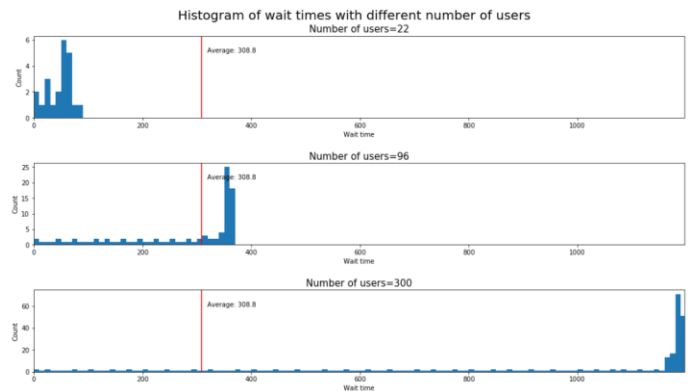 Histogram of wait times with different number of users
Number of users=22
6
4
2
0
Count
Average: 308.8
0 200 400 600 800 1000
Wait time
Number of users=96
25
20
15
10
5
0
Count
Average: 308.8
0 200 400 600 800 1000
Wait time
Number of users=300
60
40
20
0
Count
Average: 308.8
0 200 400 600 800 1000
Wait time